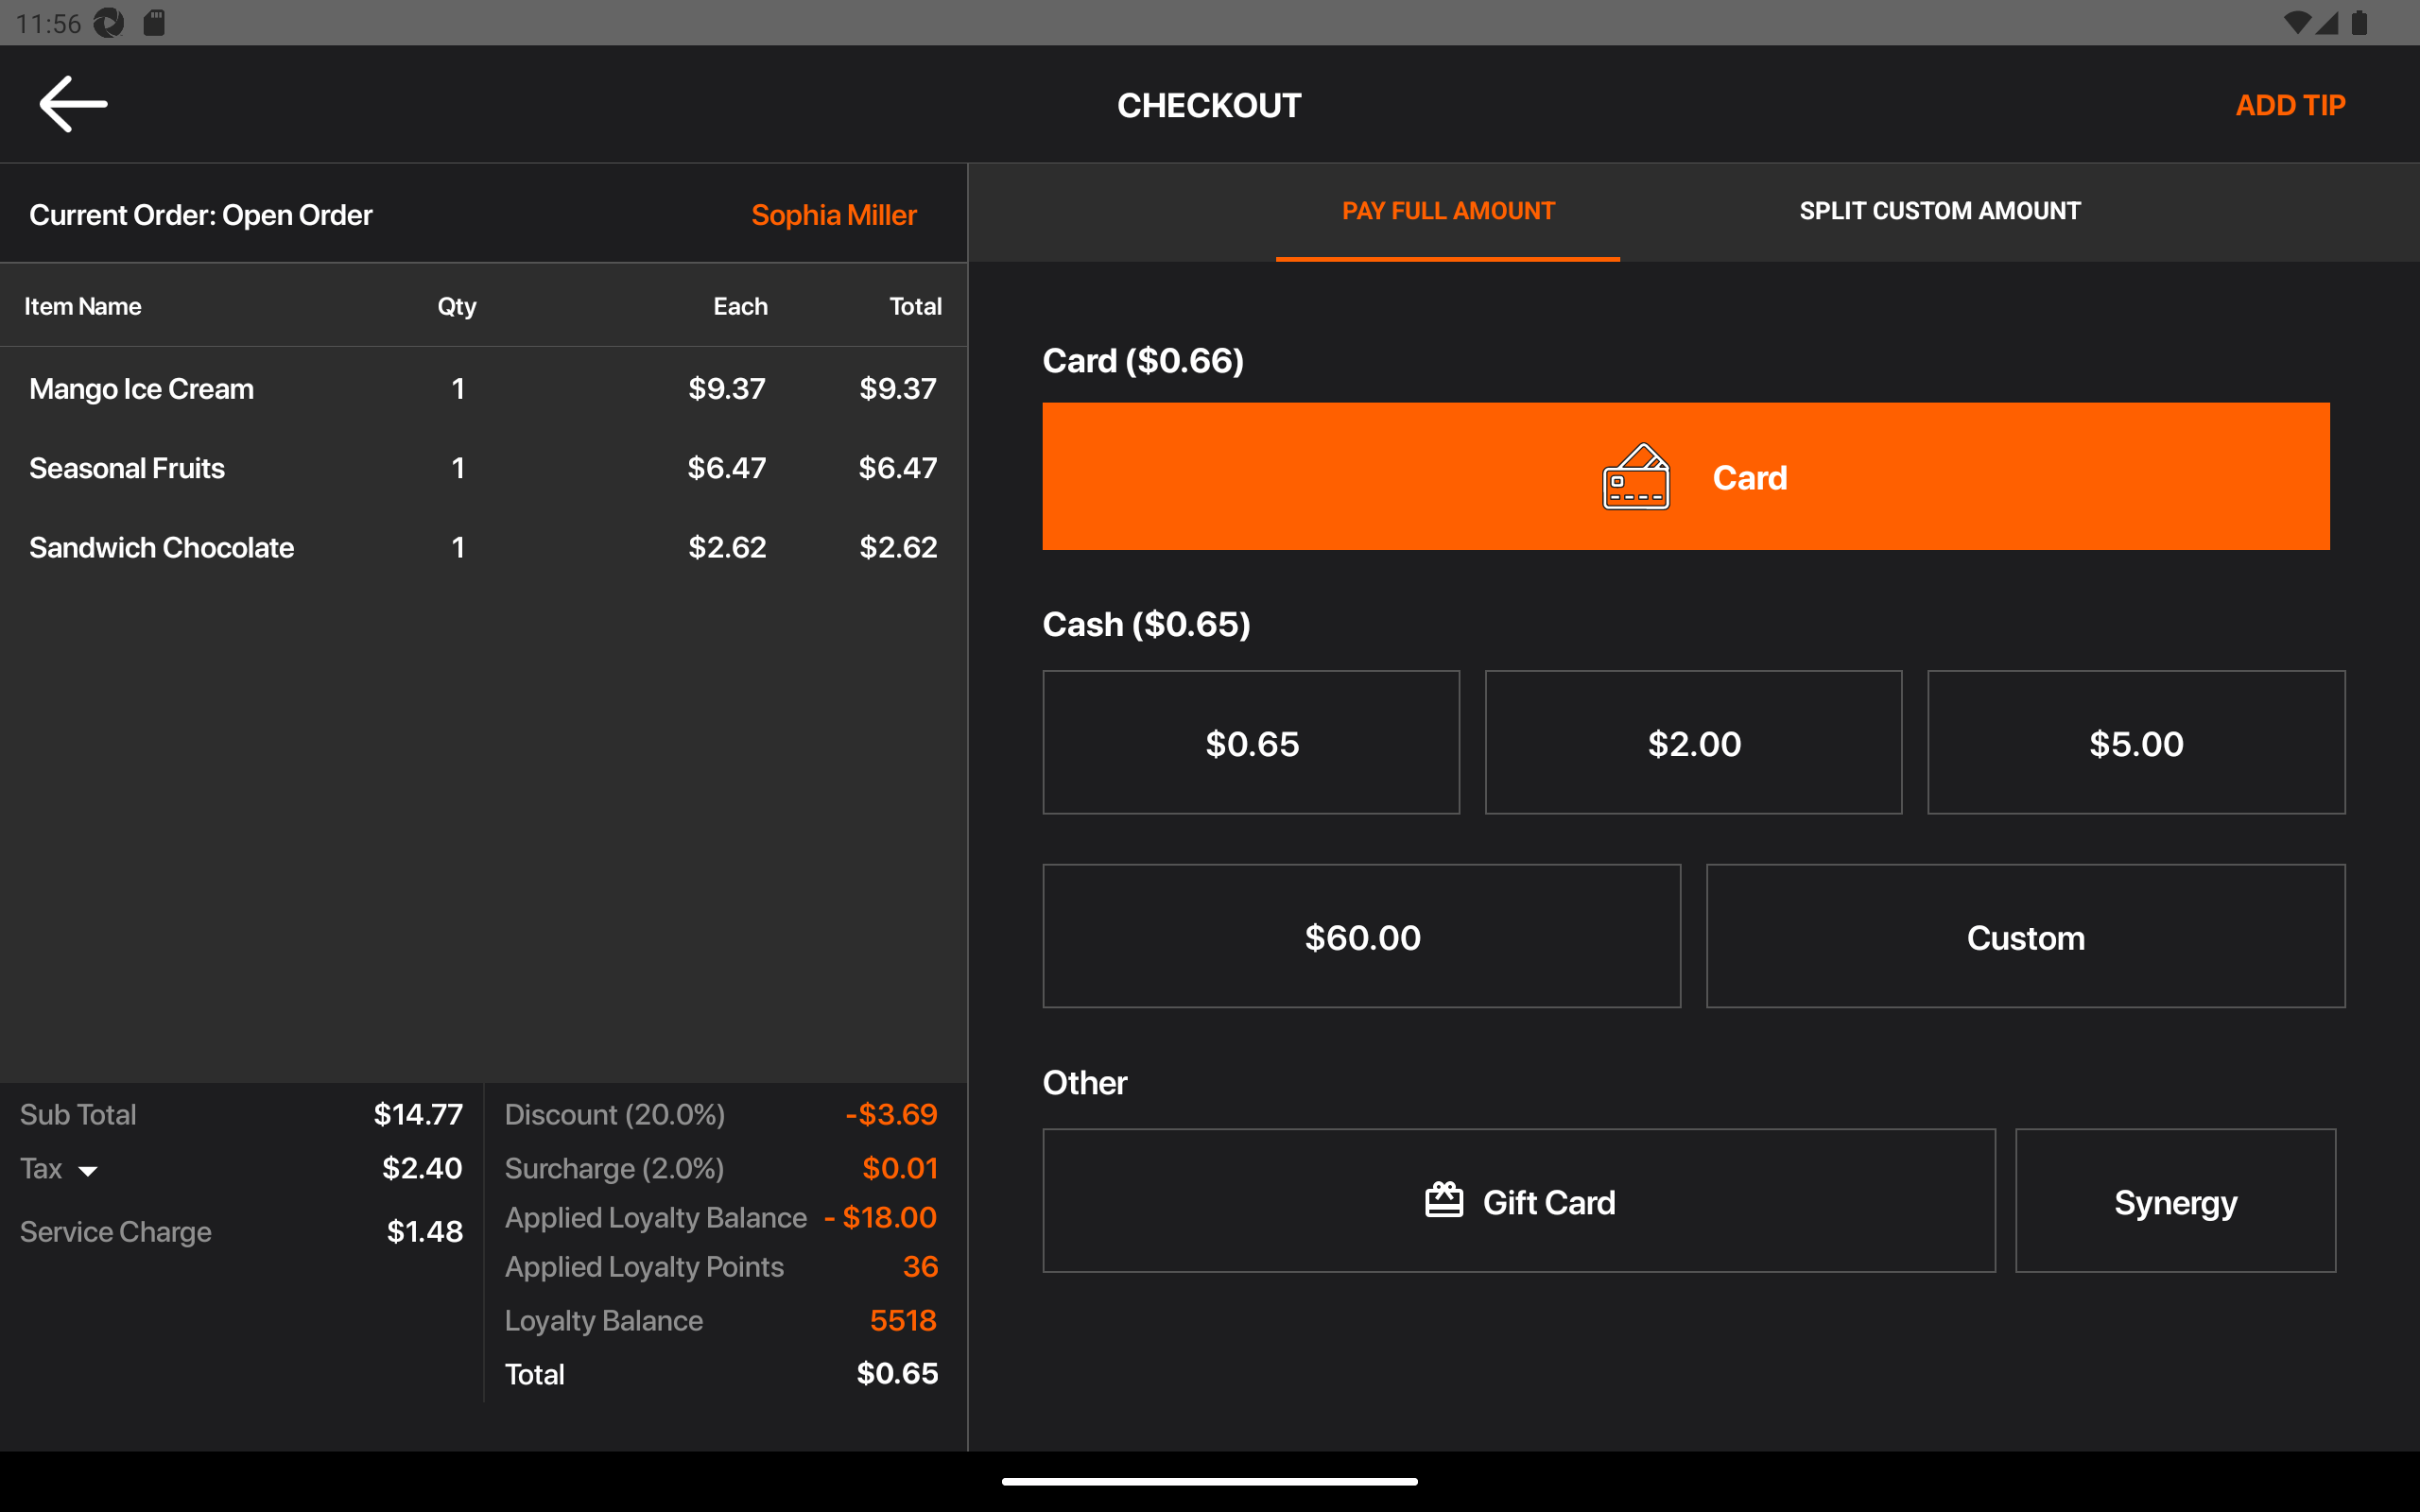 11:56
CHECKOUT
ADD TIP
Current Order: Open Order
Sophia Miller
Item Name Qty Each Total
Mango Ice Cream 1 $9.37 $9.37
Seasonal Fruits 1 $6.47 $6.47
Sandwich Chocolate 1 $2.62 $2.62
Sub Total $14.77
Tax $2.40
Service Charge $1.48
Discount (20.0%) -$3.69
Surcharge (2.0%) $0.01
Applied Loyalty Balance - $18.00
Applied Loyalty Points 36
Loyalty Balance 5518
Total $0.65
PAY FULL AMOUNT
SPLIT CUSTOM AMOUNT
Card ($0.66)
Card
Cash ($0.65)
$0.65 $2.00 $5.00
$60.00 Custom
Other
Gift Card Synergy